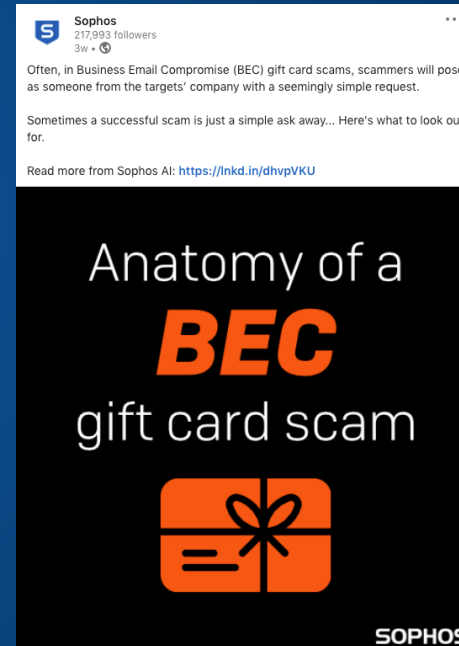 Sophos
217,993 followers
3w •
Often, in Business Email Compromise (BEC) gift card scams, scammers will pose
as someone from the targets' company with a seemingly simple request.
Sometimes a successful scam is just a simple ask away... Here's what to look ou
for.
Read more from Sophos AI: https://lnkd.in/dhvpVKU
Anatomy of a
BEC
gift card scam
SOPHOS